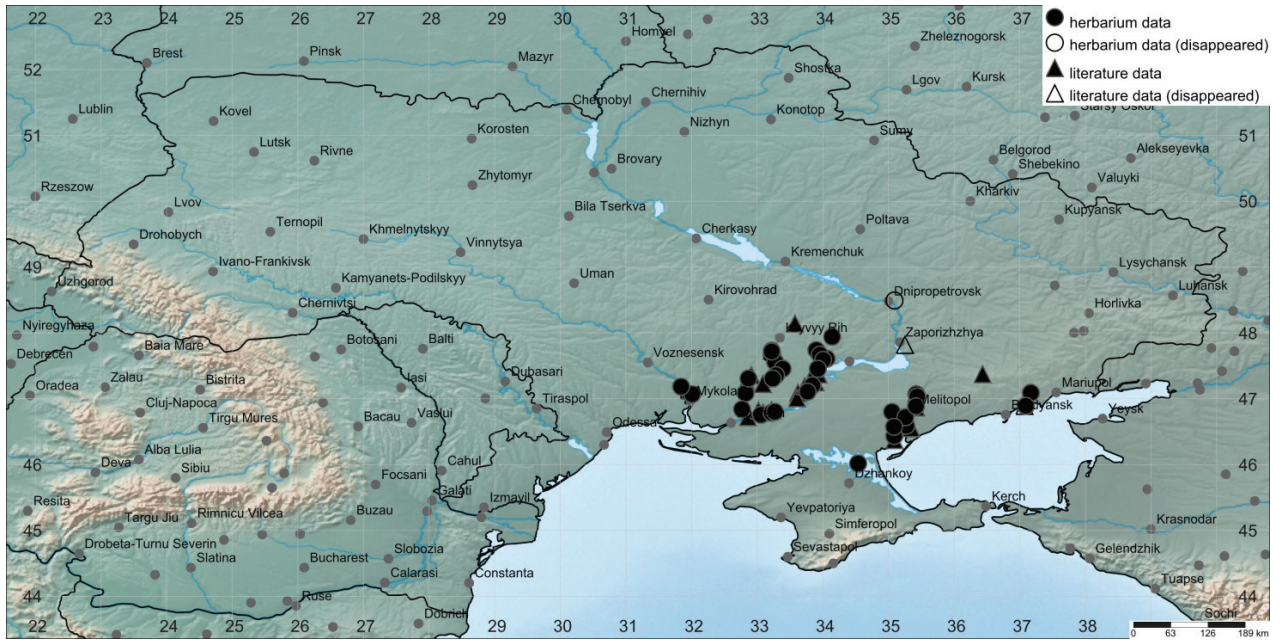 22 23 24 25 26 27 28 29 30 31 32 33 34 35 36 37
herbarium data
herbarium data (disappeared)
literature data
literature data (disappeared)
Homyel
Brest
Pinsk
Mazyr
Zheleznogorsk
52
Shostka
Lgov
Kursk
Lublin
Kovel
Chernobyl
Chernihiv
Konotop
Starsy Oskol
51
Korosten
Nizhyn
Sumy
51
Lutsk
Rivne
Brovary
Belgorod
Alekseyevka
Shebekino
Zhytomyr
Valuyki
Rzeszow
Kharkiv
50
Lvov
Bila Tserkva
50
Ternopil
Khmelnytskyy
Poltava
Kupyansk
Drohobych
Vinnytsya
Cherkasy
Ivano-Frankivsk
Kremenchuk
49
Kamyanets-Podilskyy
Uman
Lysychansk
49
Uzhgorod
Kirovohrad
Dnipropetrovsk
Luhansk
Chernivtsi
Horlivka
Nyiregyhaza
Botosani
Balti
Kryvyy Rih
Zaporizhzhya
48
48
Debrecen
Baia Mare
Voznesensk
Oradea
Zalau
Bistrita
Iasi
Dubasari
Mariupol
47
Cluj-Napoca
Tirgu Mures
Bacau
Vaslui
Tiraspol
Odessa
Melitopol
Yeysk
47
Alba Lulia
46
Deva
Sibiu
Focsani
Cahul
Dzhankoy
46
Resita
Galati
Izmayil
Kerch
Targu Jiu
Rimnicu Vilcea
Buzau
Yevpatoriya
Krasnodar
45
Drobeta-Turnu Severin
Simferopol
45
Slatina
Bucharest
Slobozia
Sevastapol
Gelendzhik
Calarasi
Constanta
Tuapse
44
Ruse
44
Dobrich
Sochi
22 23 24 25 26 27 28 29 30 31 32 33 34 35 36 37
0 63 126 189 km